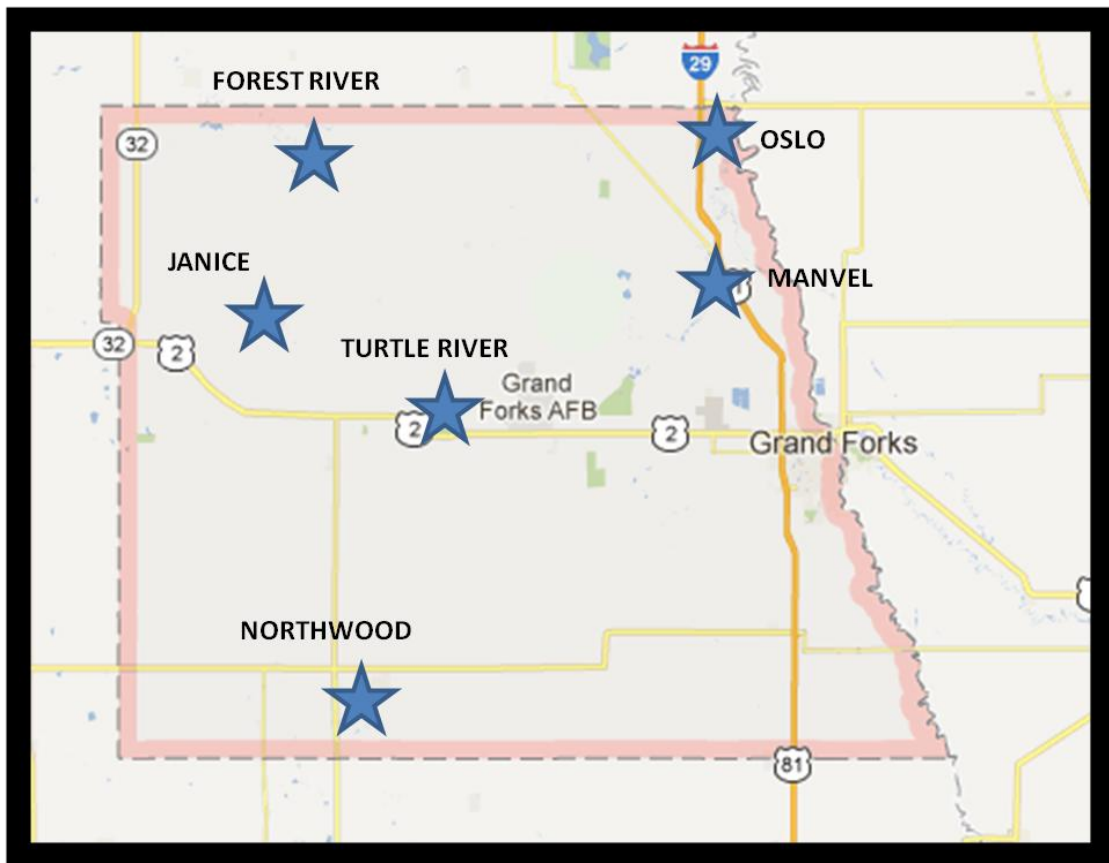 29
FOREST RIVER
32
OSLO
JANICE
MANVEL
1
32
2
TURTLE RIVER
Grand
Forks AFB
2
2
Grand Forks
NORTHWOOD
81